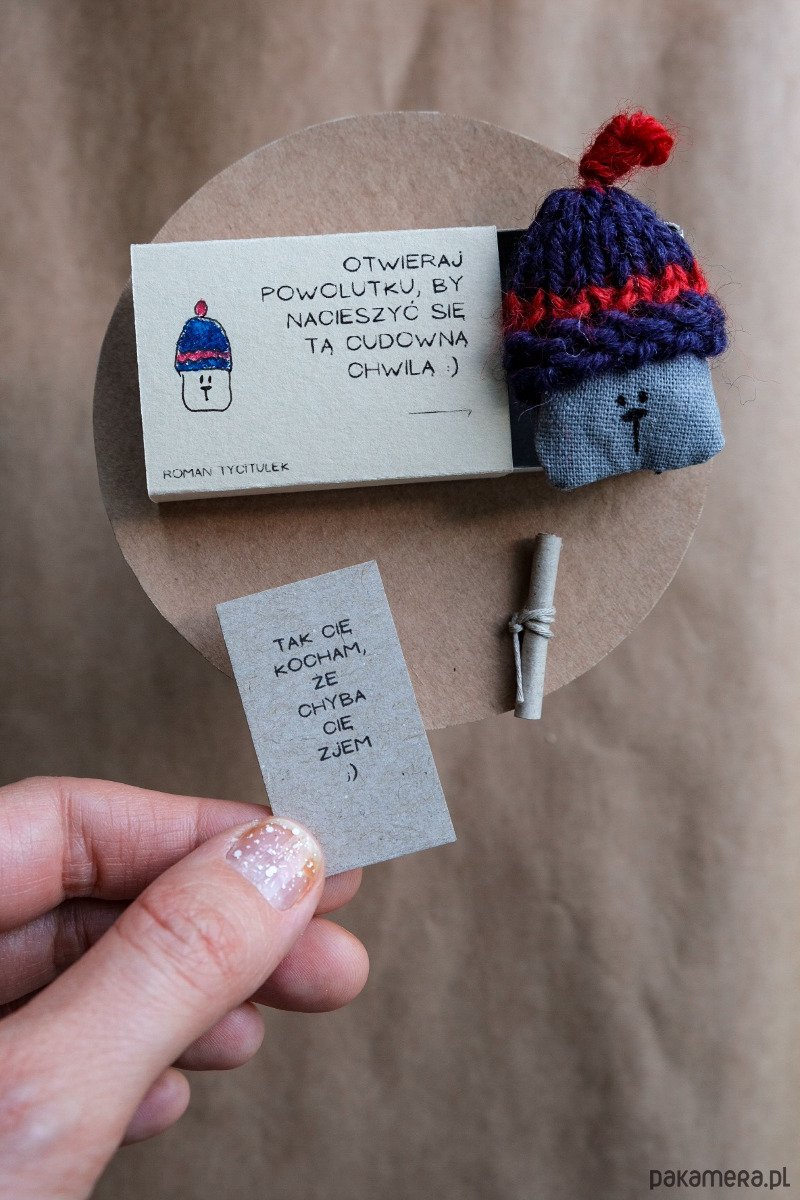 OTWIERAJ
POWOLUTKU, BY
NACIESZYĆ SIĘ
TĄ CUDOWNĄ
CHWILĄ :)
ROMAN TYCITULEK
TAK CIĘ
KOCHAM,
ŻE
CHYBA
CIĘ
ZJEM
;)
pakamera.pl